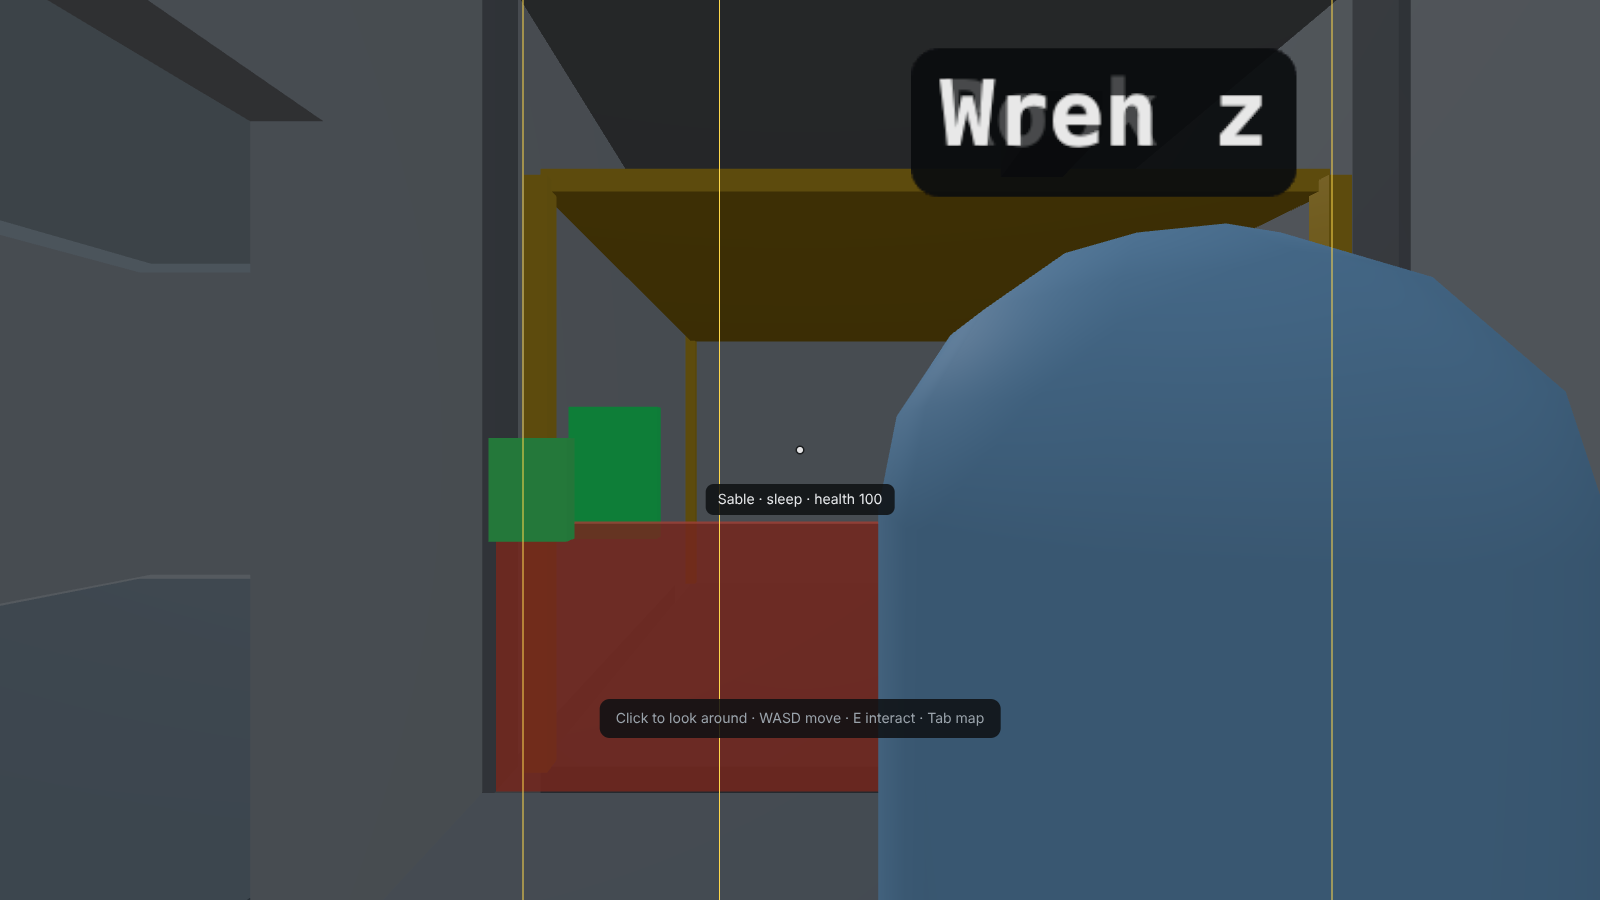 Wren z
Sable · sleep · health 100
Click to look around · WASD move · E interact · Tab map